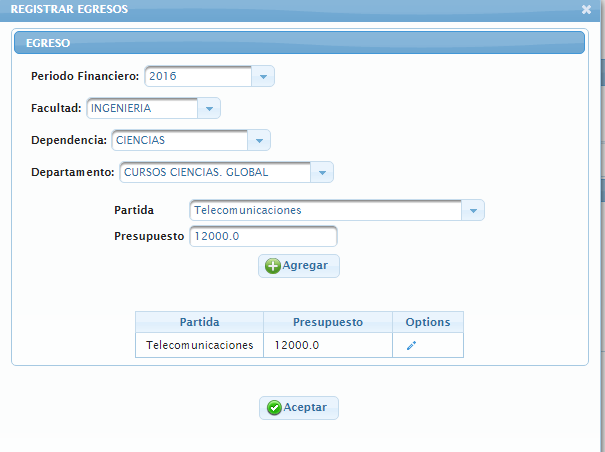 REGISTRAR EGRESOS
EGRESO
Periodo Financiero: 2016
Facultad: INGENIERIA
Dependencia: CIENCIAS
Departamento: CURSOS CIENCIAS. GLOBAL
Partida Telecomunicaciones
Presupuesto 12000.0
Agregar
Partida Presupuesto Options
Telecomunicaciones 12000.0
Aceptar